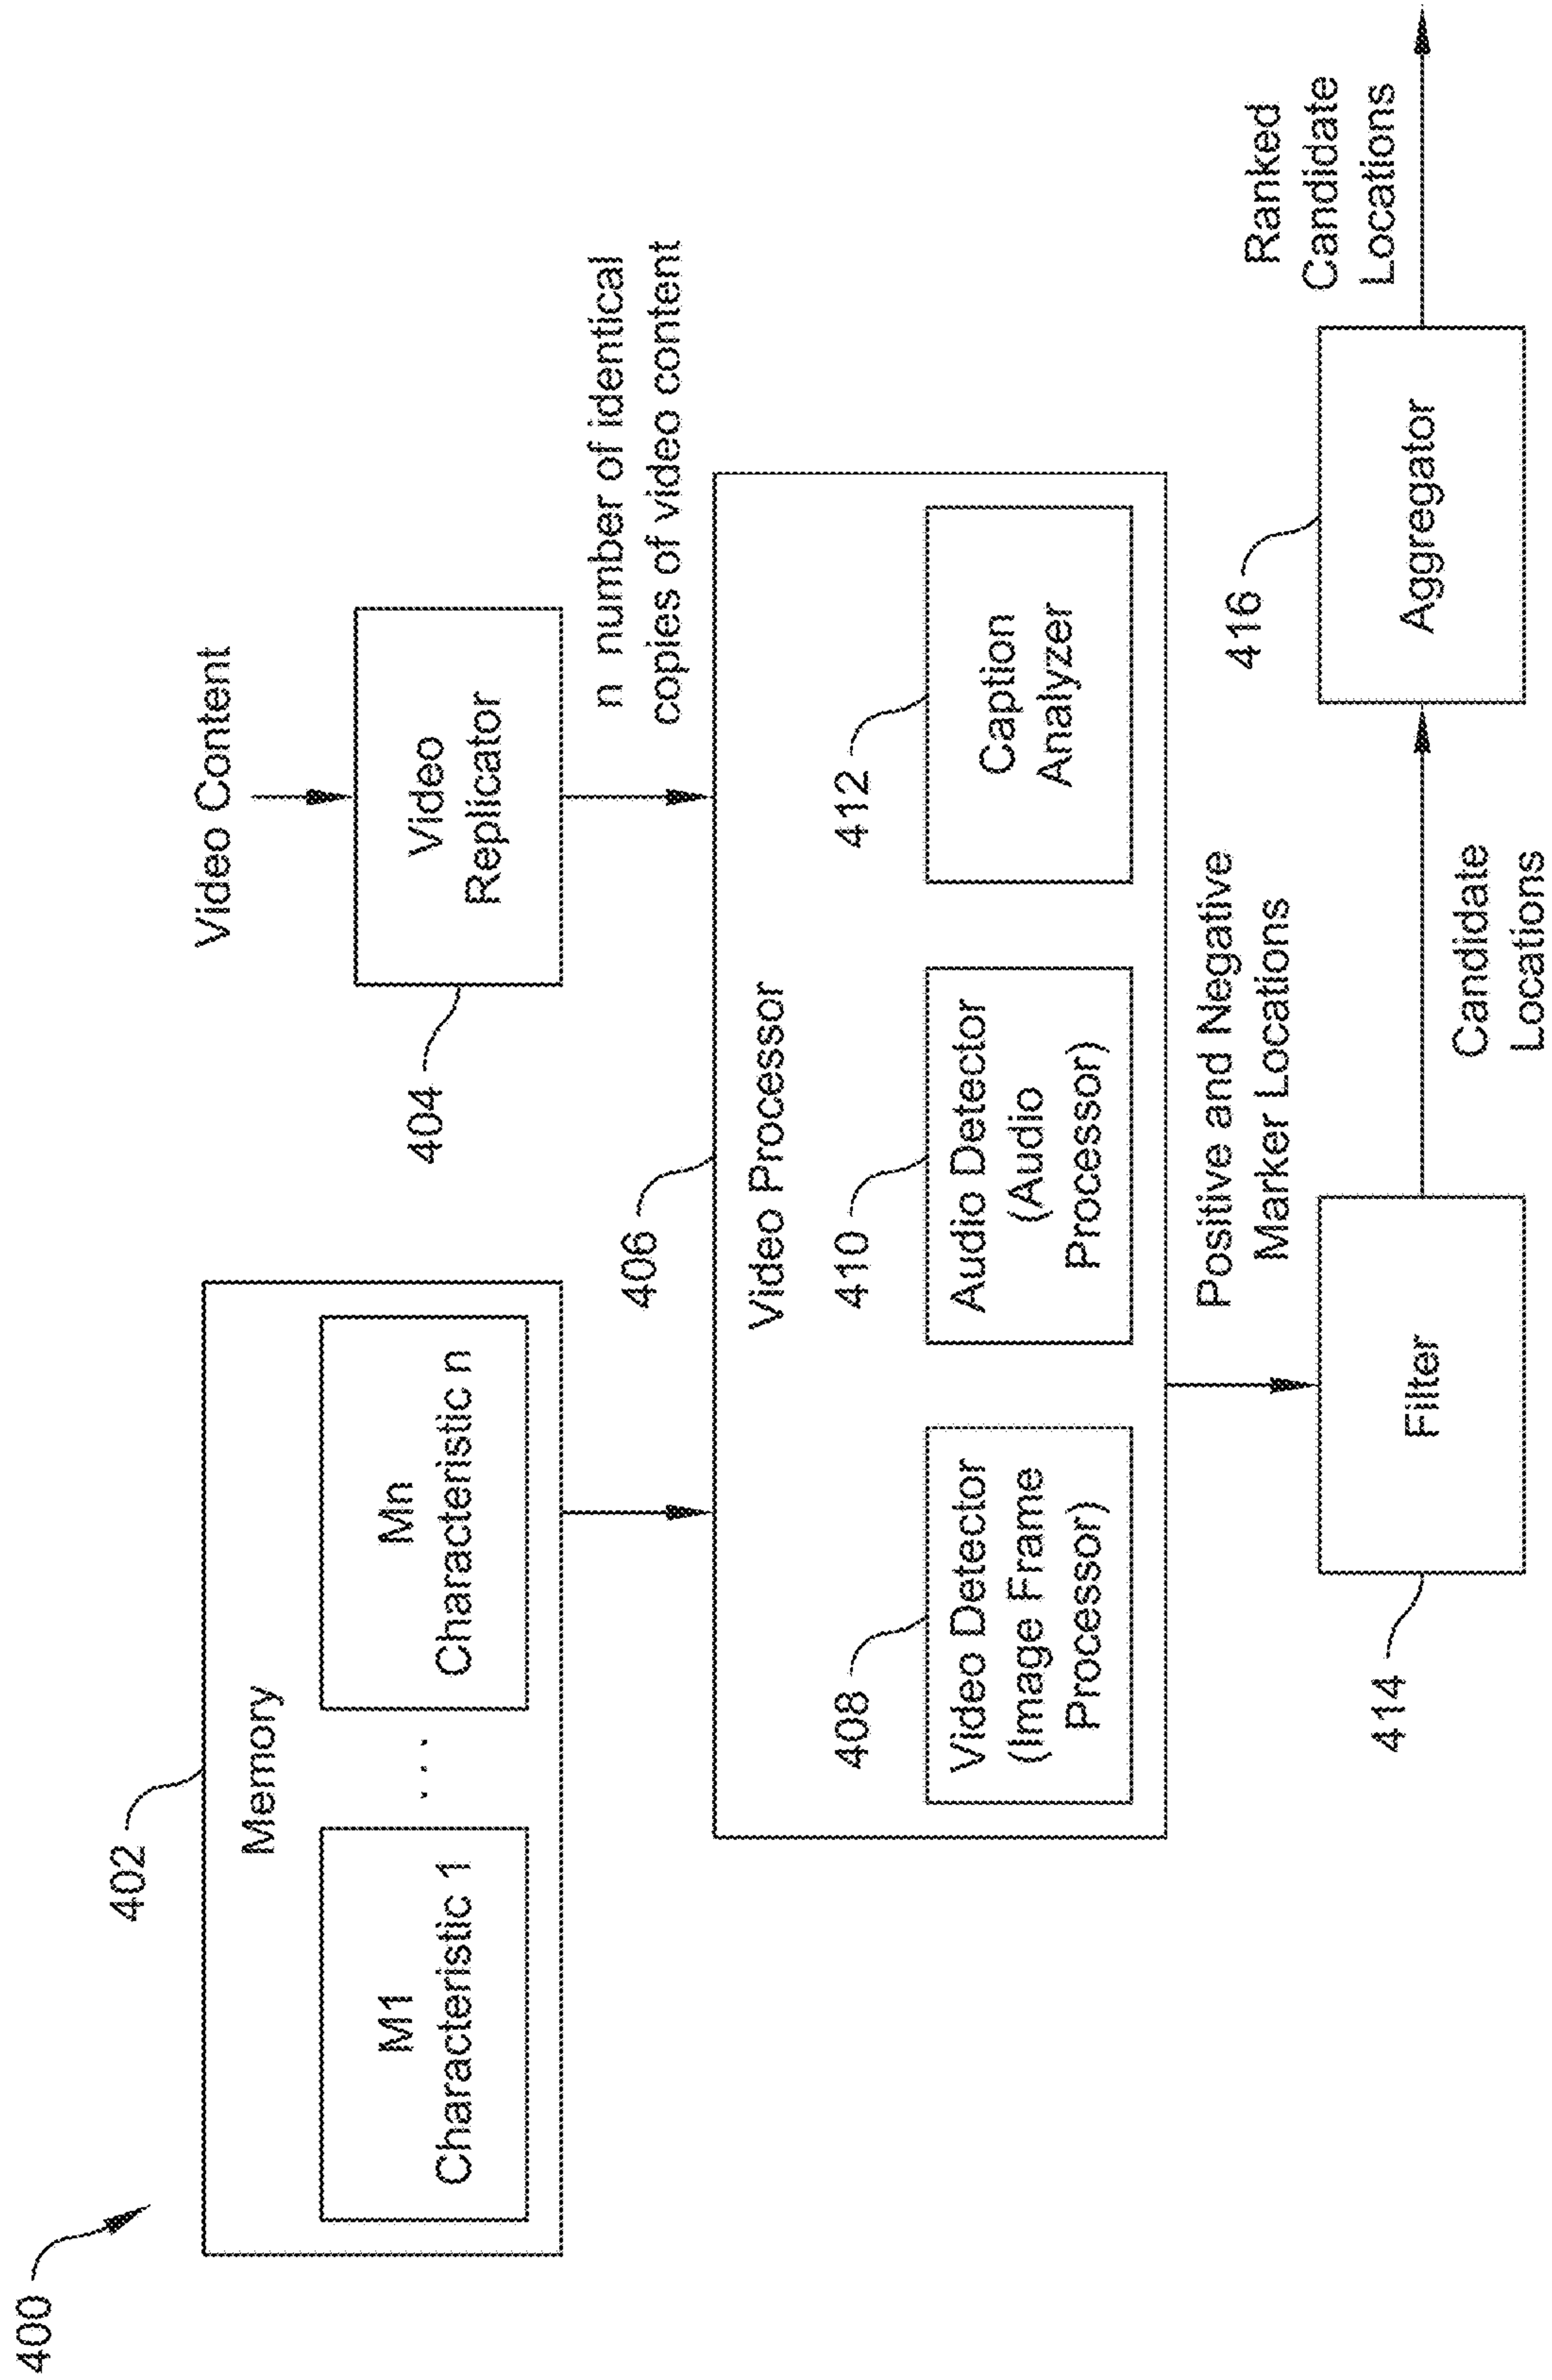 400
402
Memory
M1
Characteristic 1
. . .
Mn
Characteristic n
Video Content
404
Video
Replicator
n number of identical
copies of video content
406
Video Processor
408
Video Detector
(Image Frame
Processor)
410
Audio Detector
(Audio
Processor)
412
Caption
Analyzer
Positive and Negative
Marker Locations
414
Filter
Candidate
Locations
416
Aggregator
Ranked
Candidate
Locations